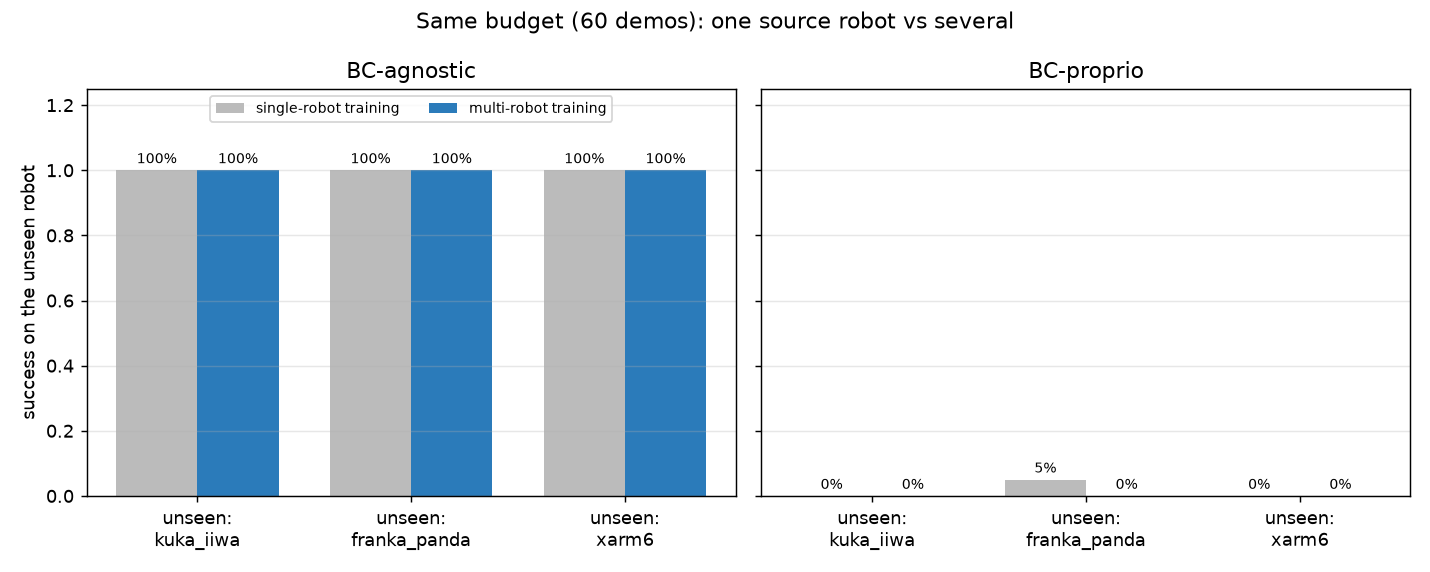 Same budget (60 demos): one source robot vs several
BC-agnostic
single-robot training
multi-robot training
success on the unseen robot
1.2
1.0
0.8
0.6
0.4
0.2
0.0
100%
100%
100%
100%
100%
100%
unseen:
kuka_iiwa
unseen:
franka_panda
unseen:
xarm6
BC-proprio
0%
0%
5%
0%
0%
0%
unseen:
kuka_iiwa
unseen:
franka_panda
unseen:
xarm6